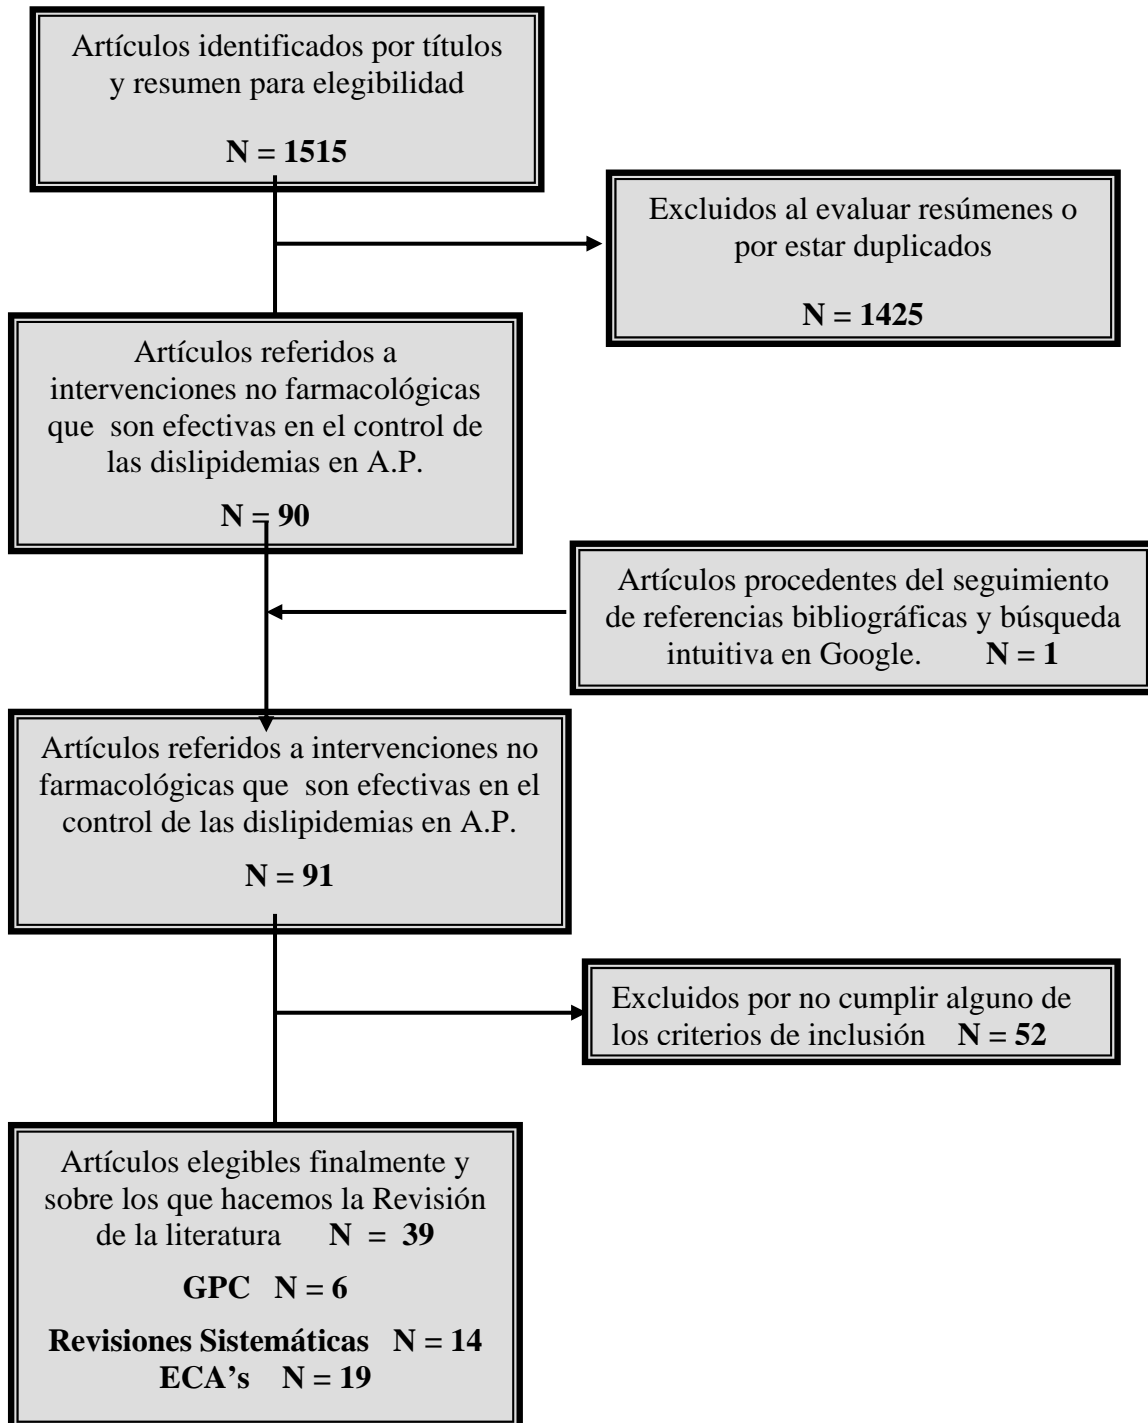 Artículos identificados por títulos
y resumen para elegibilidad
N = 1515
Excluidos al evaluar resúmenes o
por estar duplicados
N = 1425
Artículos referidos a
intervenciones no farmacológicas
que son efectivas en el control de
las dislipidemias en A.P.
N = 90
Artículos procedentes del seguimiento
de referencias bibliográficas y búsqueda
intuitiva en Google. N = 1
Artículos referidos a intervenciones no
farmacológicas que son efectivas en el
control de las dislipidemias en A.P.
N = 91
Excluidos por no cumplir alguno de
los criterios de inclusión N = 52
Artículos elegibles finalmente y
sobre los que hacemos la Revisión
de la literatura N = 39
GPC N = 6
Revisiones Sistemáticas N = 14
ECA’s N = 19